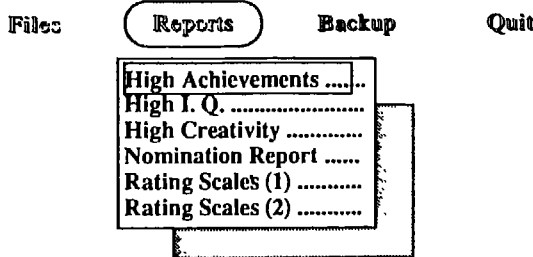 Files Reports Backup Quit
High Achievements .......
High I. Q. ........................
High Creativity .............
Nomination Report ......
Rating Scales (1) ...........
Rating Scales (2) ...........